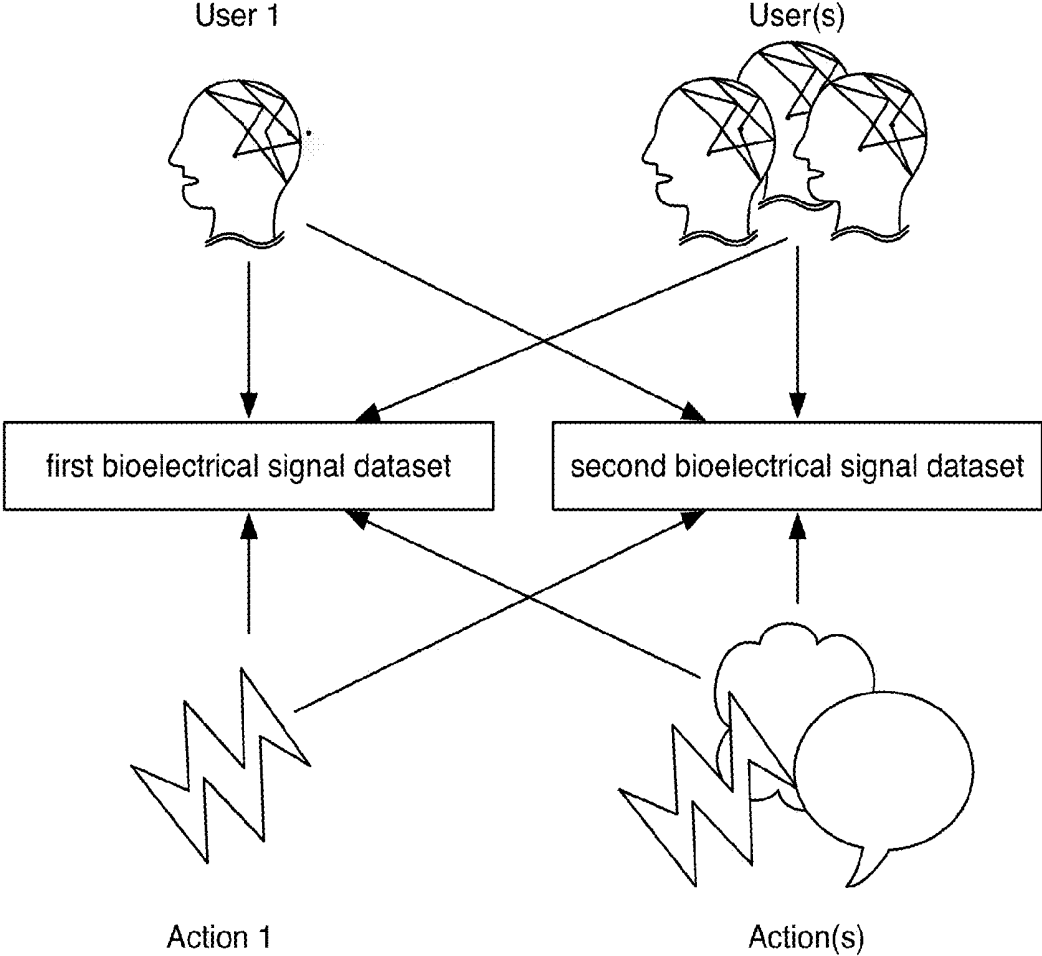 User 1
User(s)
first bioelectrical signal dataset
second bioelectrical signal dataset
Action 1
Action(s)